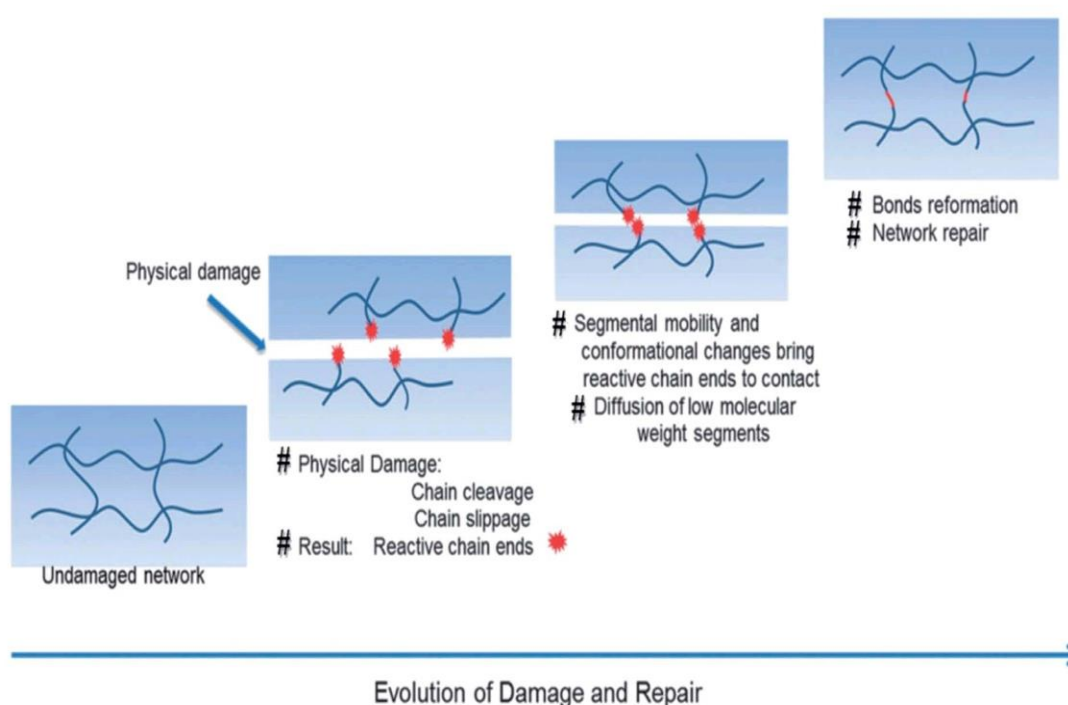 Undamaged network
Physical damage
# Physical Damage:
Chain cleavage
Chain slippage
# Result: Reactive chain ends
# Segmental mobility and
conformational changes bring
reactive chain ends to contact
# Diffusion of low molecular
weight segments
# Bonds reformation
# Network repair
Evolution of Damage and Repair